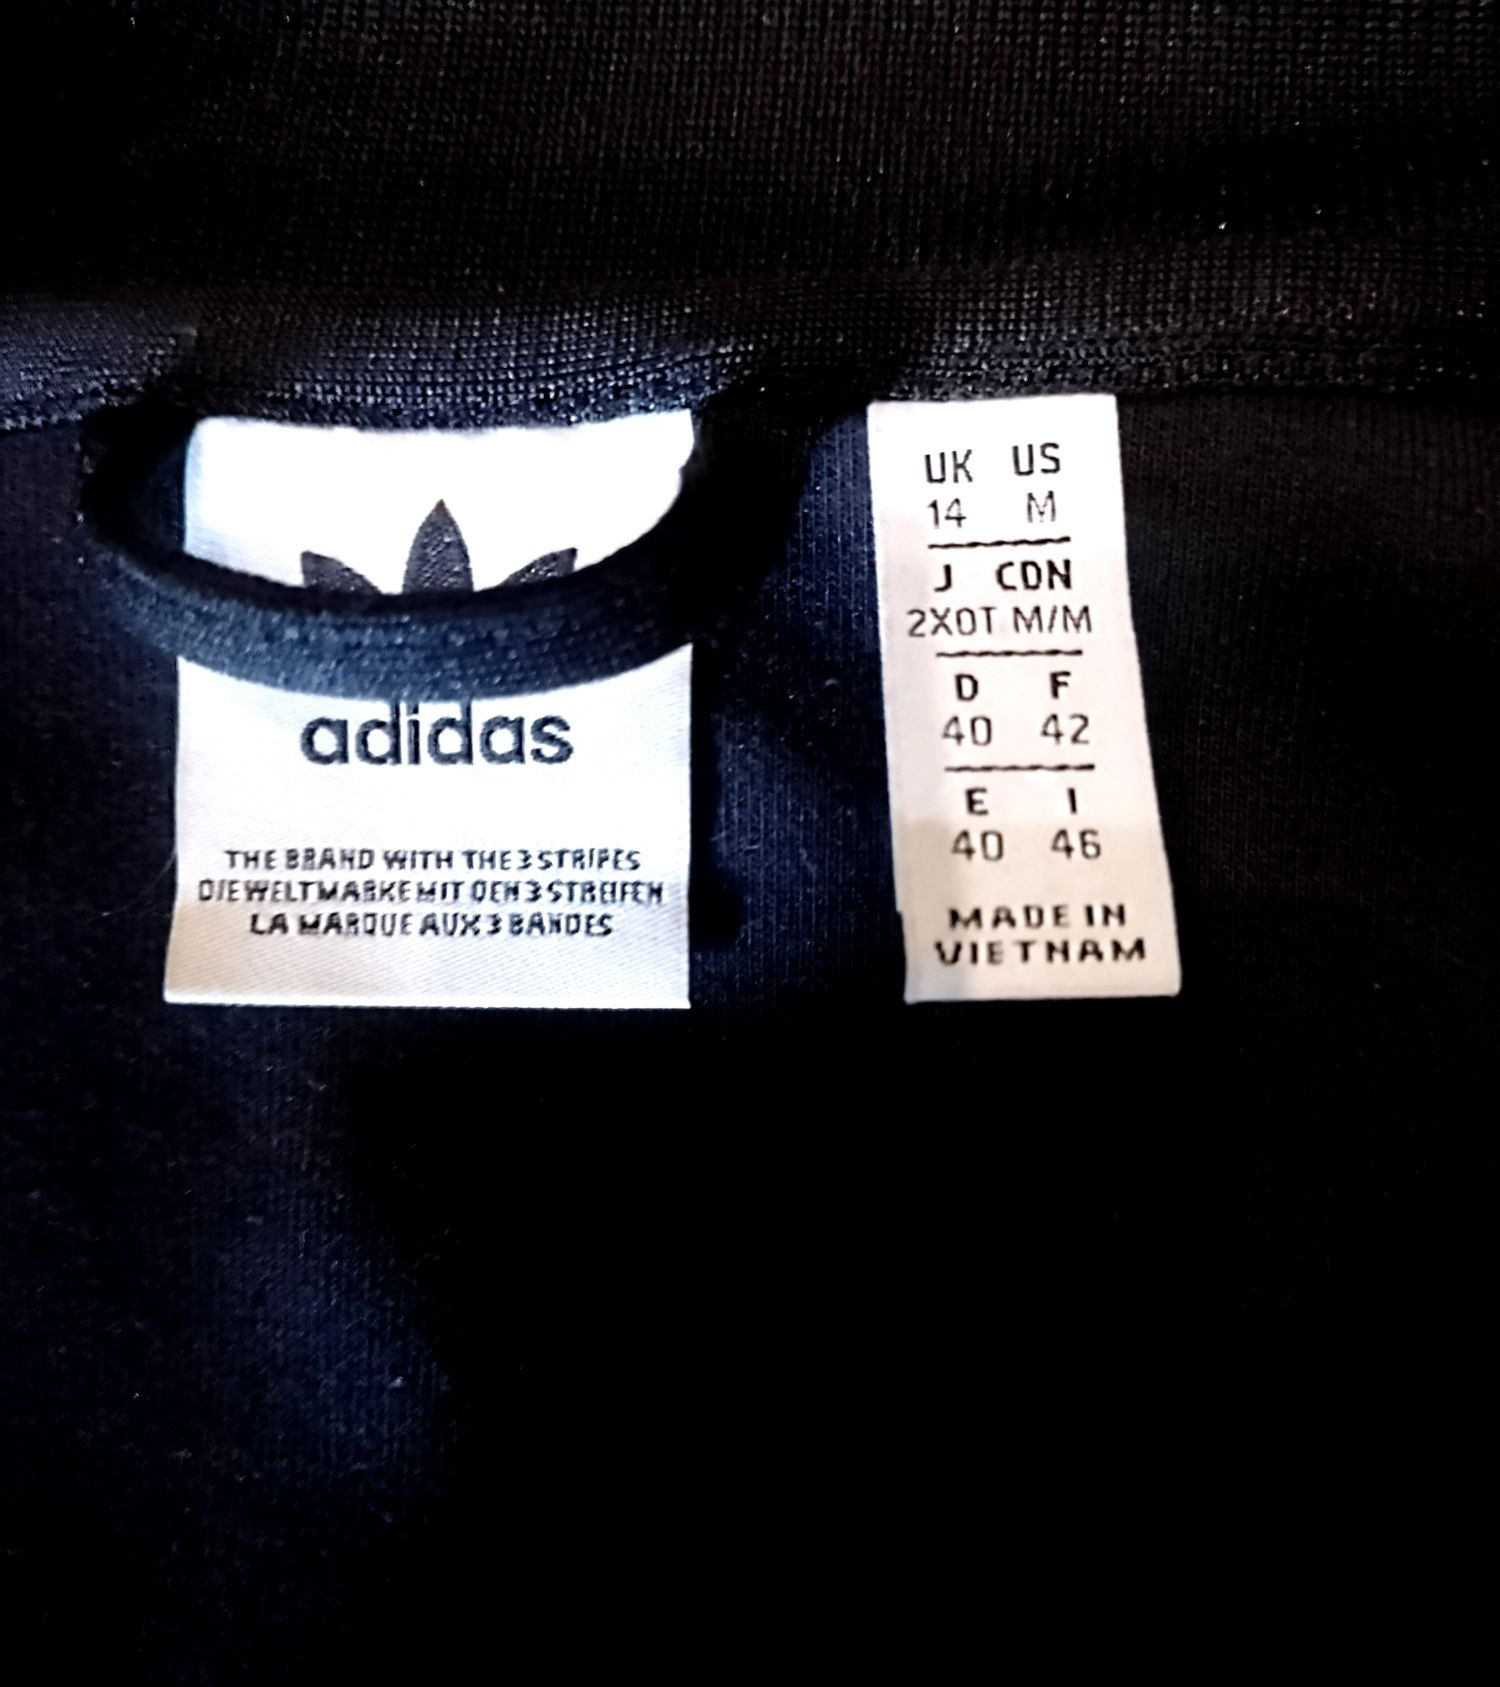 adidas
THE BRAND WITH THE 3 STRIPES
DIE WELTMARKE MIT DEN 3 STREIFEN
LA MARQUE AUX 3 BANDES
UK US
14 M
J CDN
2XOT M/M
D F
40 42
E I
40 46
MADE IN
VIETNAM